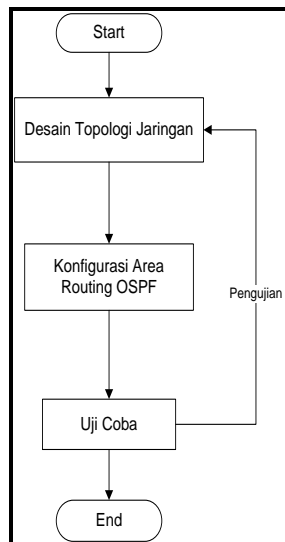 Start
Desain Topologi Jaringan
Konfigurasi Area
Routing OSPF
Pengujian
Uji Coba
End